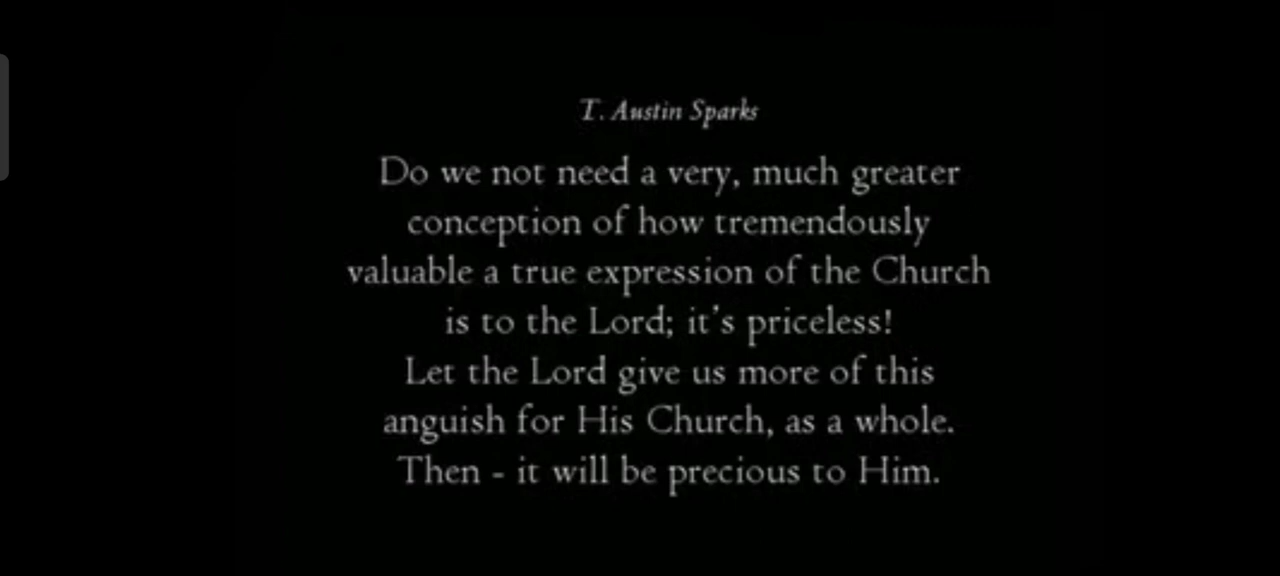 T. Austin Sparks
Do we not need a very, much greater
conception of how tremendously
valuable a true expression of the Church
is to the Lord; it's priceless!
Let the Lord give us more of this
anguish for His Church, as a whole.
Then - it will be precious to Him.